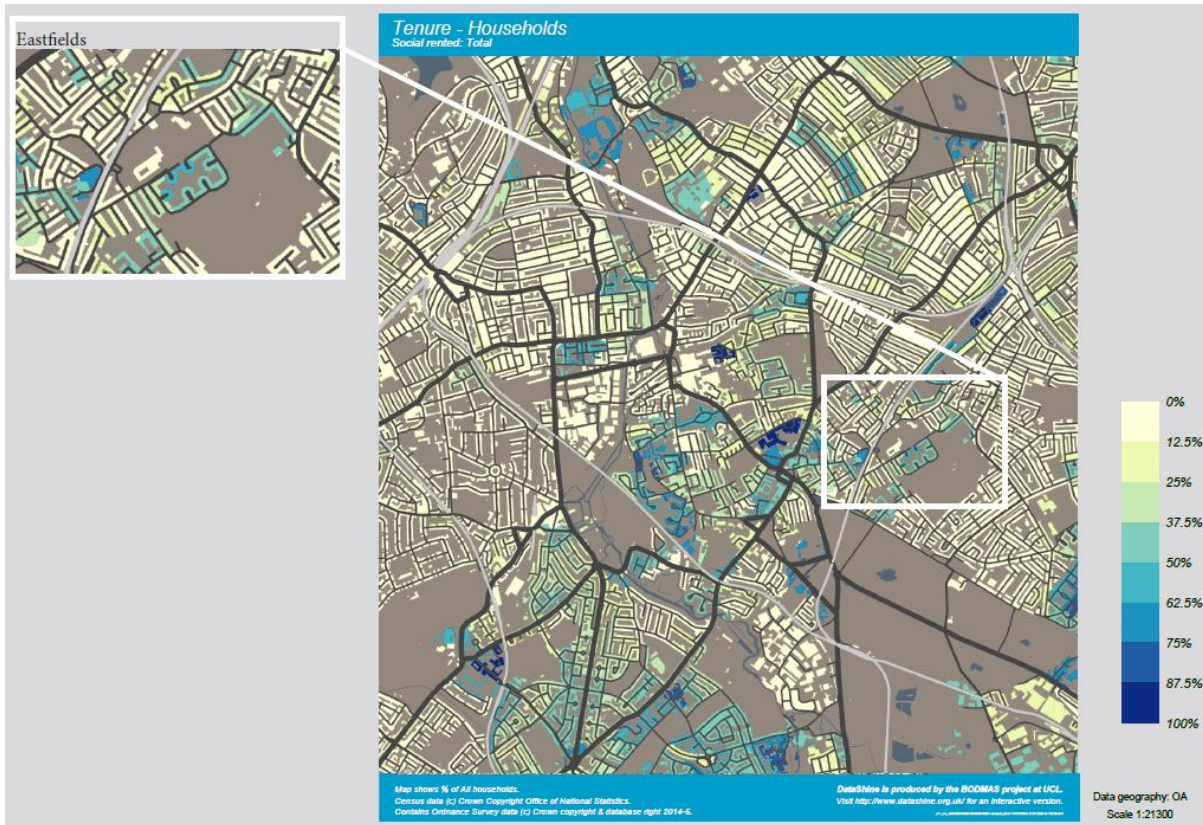 Eastfields
Tenure - Households
Social rented: Total
0%
12.5%
25%
37.5%
50%
62.5%
75%
87.5%
100%
Map shows % of All households.
Census data (c) Crown Copyright Office of National Statistics.
Contains Ordnance Survey data (c) Crown copyright & database right 2014-5.
DataShine is produced by the BODMAS project at UCL.
Visit http://www.datashine.org.uk/ for an interactive version.
Data geography: OA
Scale 1:21300